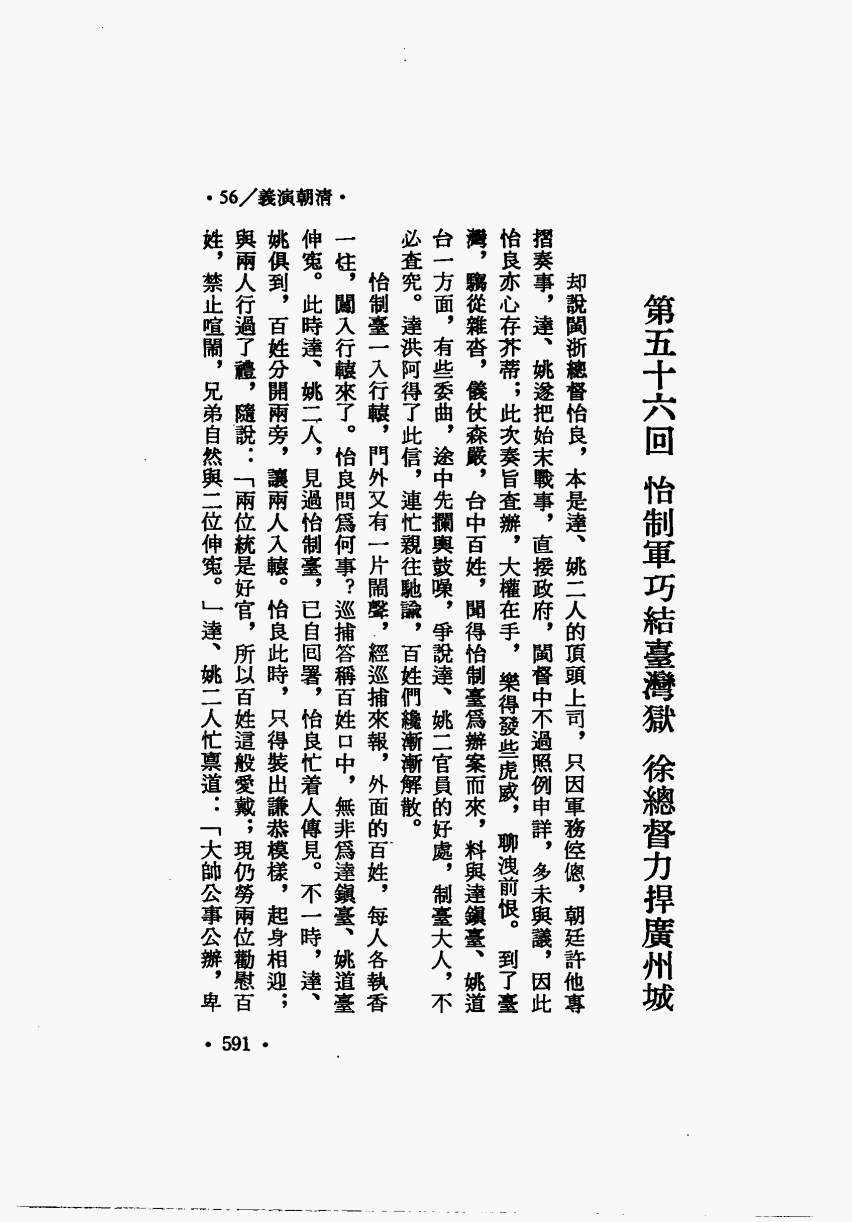 ·56／義演朝清·
第五十六回　怡制軍巧結臺灣獄　徐總督力捍廣州城
却說閩浙總督怡良，本是達、姚二人的頂頭上司，只因軍務倥傯，朝廷許他專
摺奏事，達、姚遂把始末戰事，直接政府，閩督中不過照例申詳，多未與議，因此
怡良亦心存芥蒂；此次奏旨查辦，大權在手，樂得發些虎威，聊洩前恨。到了臺
灣，騶從雜沓，儀仗森嚴，台中百姓，聞得怡制臺爲辦案而來，料與達鎭臺、姚道
台一方面，有些委曲，途中先攔輿鼓噪，爭說達、姚二官員的好處，制臺大人，不
必查究。達洪阿得了此信，連忙親往馳諭，百姓們纔漸漸解散。
怡制臺一入行轅，門外又有一片鬧聲，經巡捕來報，外面的百姓，每人各執香
一炷，闖入行轅來了。怡良問爲何事？巡捕答稱百姓口中，無非爲達鎭臺、姚道臺
伸寃。此時達、姚二人，見過怡制臺，已自回署，怡良忙着人傳見。不一時，達、
姚俱到，百姓分開兩旁，讓兩人入轅。怡良此時，只得裝出謙恭模樣，起身相迎；
與兩人行過了禮，隨說：「兩位統是好官，所以百姓這般愛戴；現仍勞兩位勸慰百
姓，禁止喧鬧，兄弟自然與二位伸寃。」達、姚二人忙禀道：「大帥公事公辦，卑
·591·